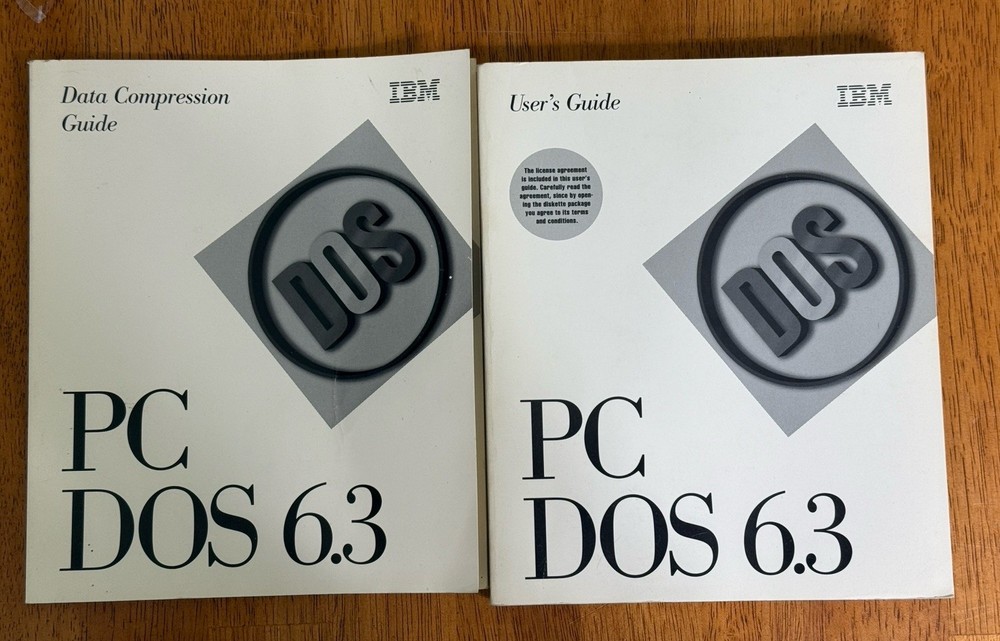 Data Compression
Guide
IBM
DOS
PC
DOS 6.3
User's Guide
IBM
The license agreement
is included in this user's
guide. Carefully read the
agreement, since by open-
ing the diskette package
you agree to its terms
and conditions.
DOS
PC
DOS 6.3